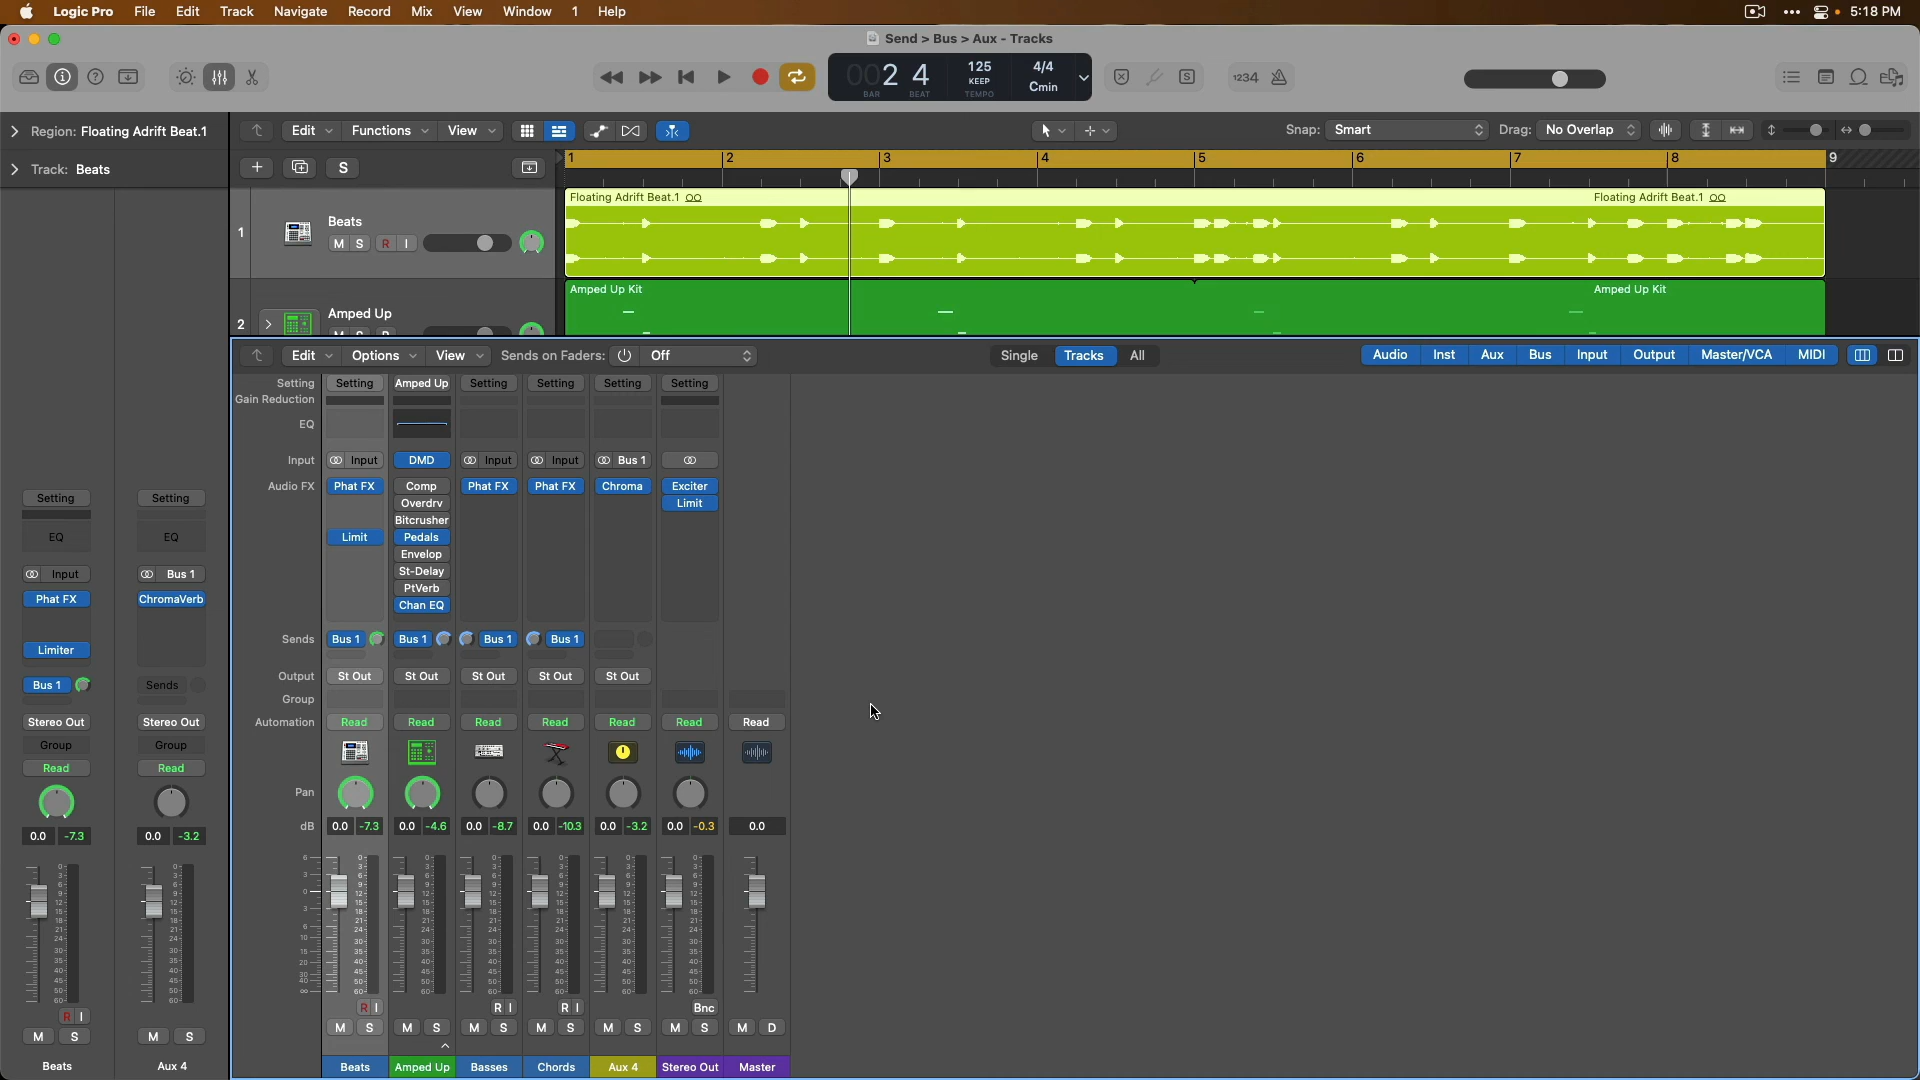 Logic Pro File Edit Track Navigate Record Mix View Window 1 Help 5:18 PM
Send > Bus > Aux - Tracks
002 4 125 4/4
KEEP Cmin
BAR BEAT TEMPO
1234
Region: Floating Adrift Beat.1
Track: Beats
Edit Functions View Snap: Smart Drag: No Overlap
S
1 2 3 4 5 6 7 8 9
Floating Adrift Beat.1 Floating Adrift Beat.1
1 Beats
M S R I
Amped Up Kit Amped Up Kit
2 Amped Up
M S R
Edit Options View Sends on Faders: Off Single Tracks All Audio Inst Aux Bus Input Output Master/VCA MIDI
Setting Setting Amped Up Setting Setting Setting Setting
Gain Reduction
EQ
Input Input DMD Input Input Bus 1
Audio FX Phat FX Comp Phat FX Phat FX Chroma Exciter
Overdrv Limit
Bitcrusher
Limit Pedals
Envelop
St-Delay
PtVerb
Chan EQ
Sends Bus 1 Bus 1 Bus 1 Bus 1
Output St Out St Out St Out St Out St Out
Group
Automation Read Read Read Read Read Read Read
Pan
dB 0.0 -7.3 0.0 -4.6 0.0 -8.7 0.0 -10.3 0.0 -3.2 0.0 -0.3 0.0
R I R I R I Bnc
M S M S M S M S M S M S M D
Beats Amped Up Basses Chords Aux 4 Stereo Out Master
Setting Setting
EQ EQ
Input Bus 1
Phat FX ChromaVerb
Limiter
Bus 1 Sends
Stereo Out Stereo Out
Group Group
Read Read
0.0 -7.3 0.0 -3.2
R I
M S M S
Beats Aux 4